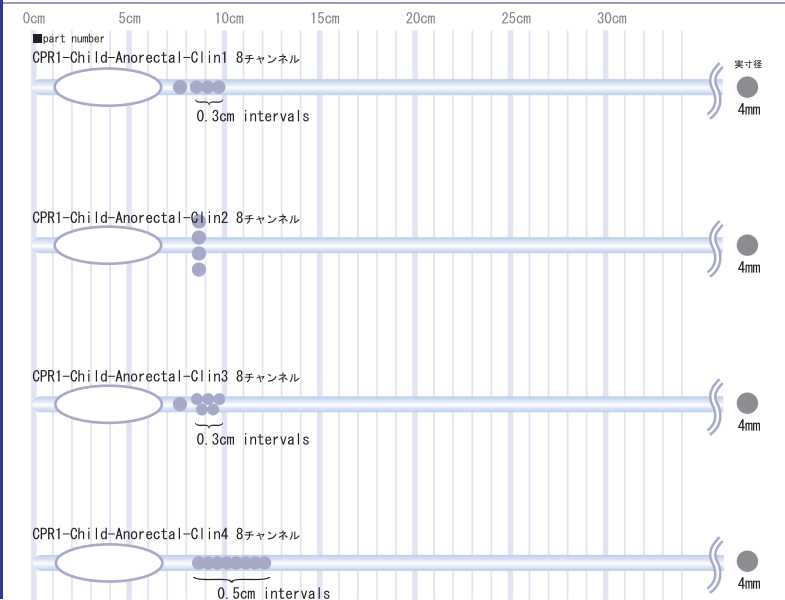 0cm 5cm 10cm 15cm 20cm 25cm 30cm
■part number
CPR1-Child-Anorectal-Clin1 8チャンネル
実寸径
4mm
0.3cm intervals
CPR1-Child-Anorectal-Clin2 8チャンネル
4mm
CPR1-Child-Anorectal-Clin3 8チャンネル
4mm
0.3cm intervals
CPR1-Child-Anorectal-Clin4 8チャンネル
4mm
0.5cm intervals